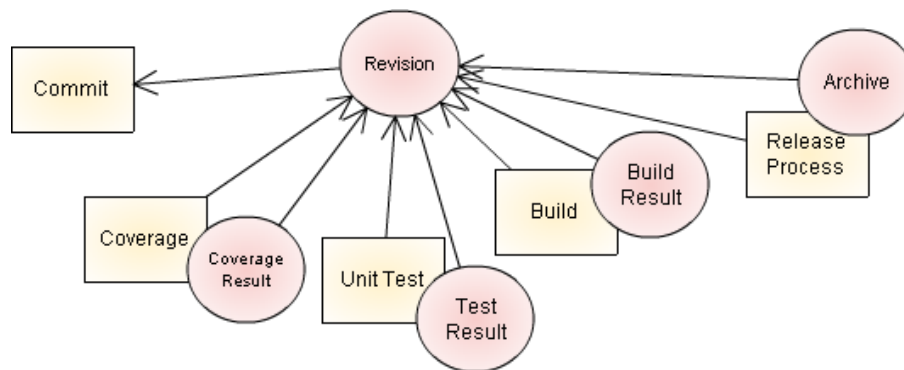 Commit
Revision
Archive
Release
Process
Build
Result
Build
Coverage
Coverage
Result
Unit Test
Test
Result